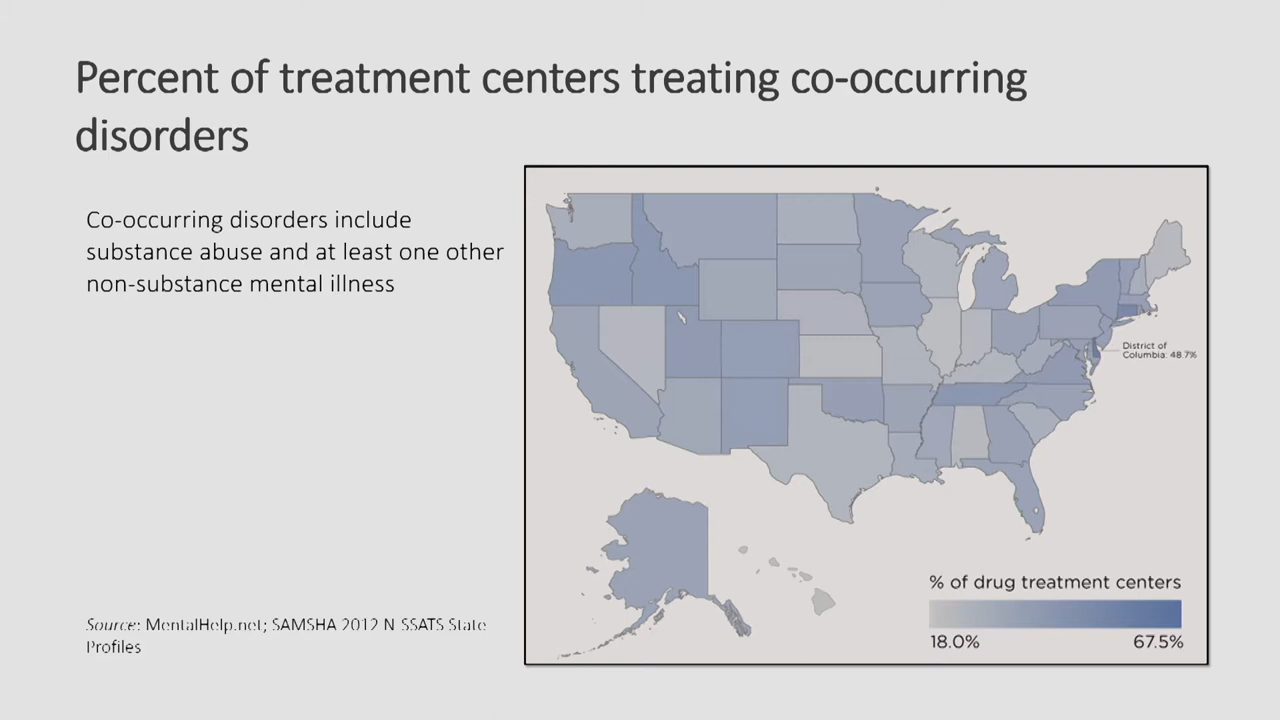 Percent of treatment centers treating co-occurring
disorders
Co-occurring disorders include
substance abuse and at least one other
non-substance mental illness
District of
Columbia: 48.7%
% of drug treatment centers
18.0% 67.5%
Source: MentalHelp.net; SAMSHA 2012 N SSATS State
Profiles